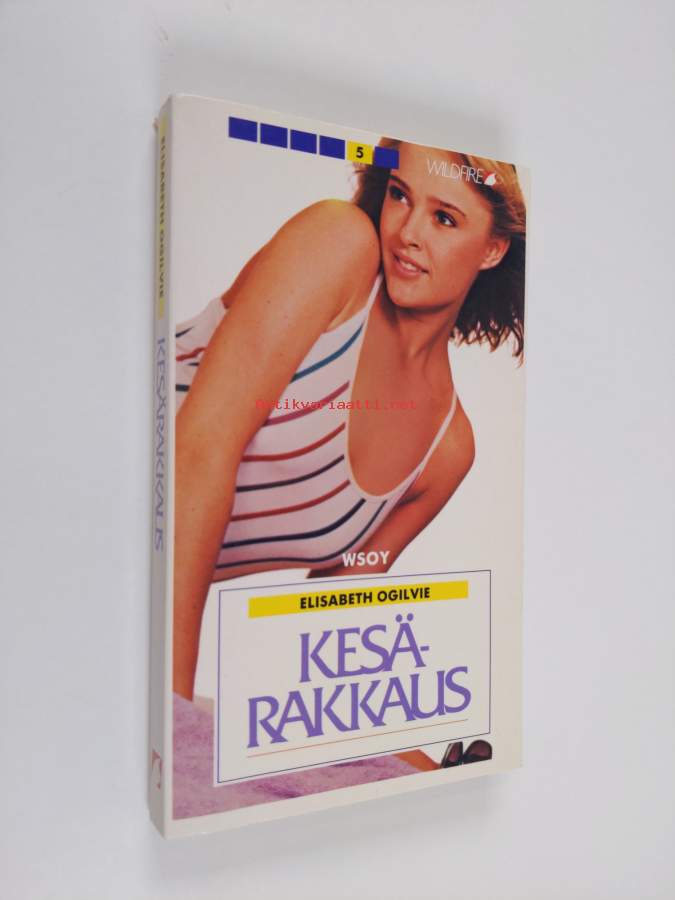 5
WILDFIRE
Antikvariaatti.net
WSOY
ELISABETH OGILVIE
KESÄ-
RAKKAUS
ELISABETH OGILVIE
KESÄRAKKAUS